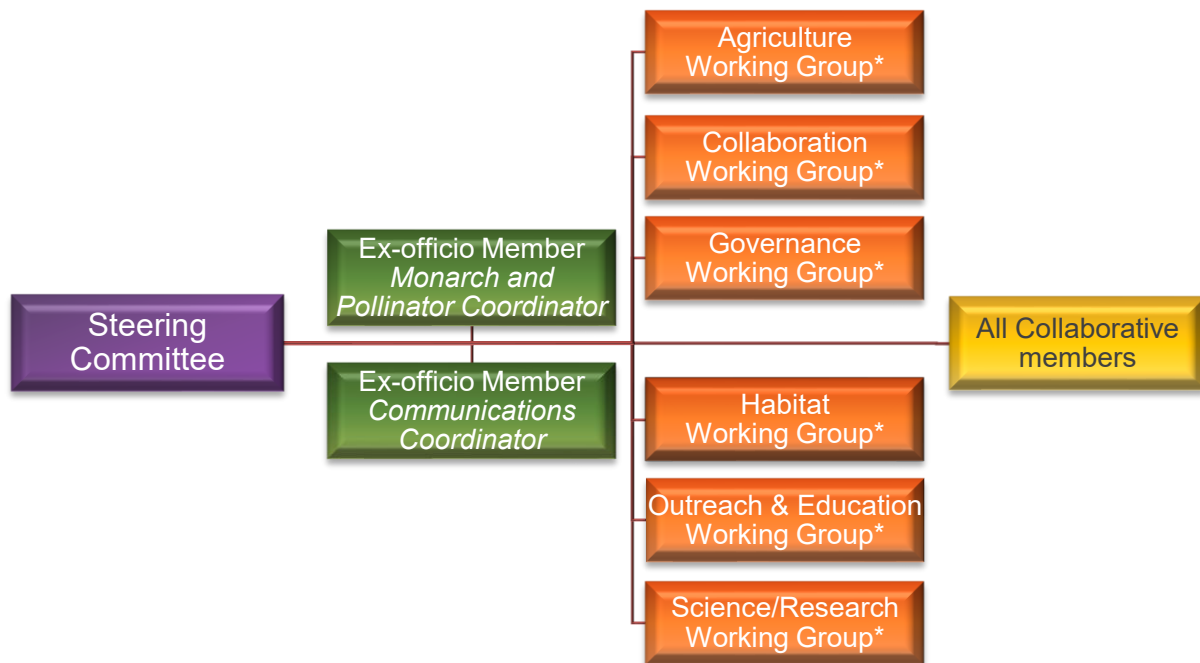 Steering
Committee
Ex-officio Member
Monarch and
Pollinator Coordinator
Ex-officio Member
Communications
Coordinator
Agriculture
Working Group*
Collaboration
Working Group*
Governance
Working Group*
Habitat
Working Group*
Outreach & Education
Working Group*
Science/Research
Working Group*
All Collaborative
members